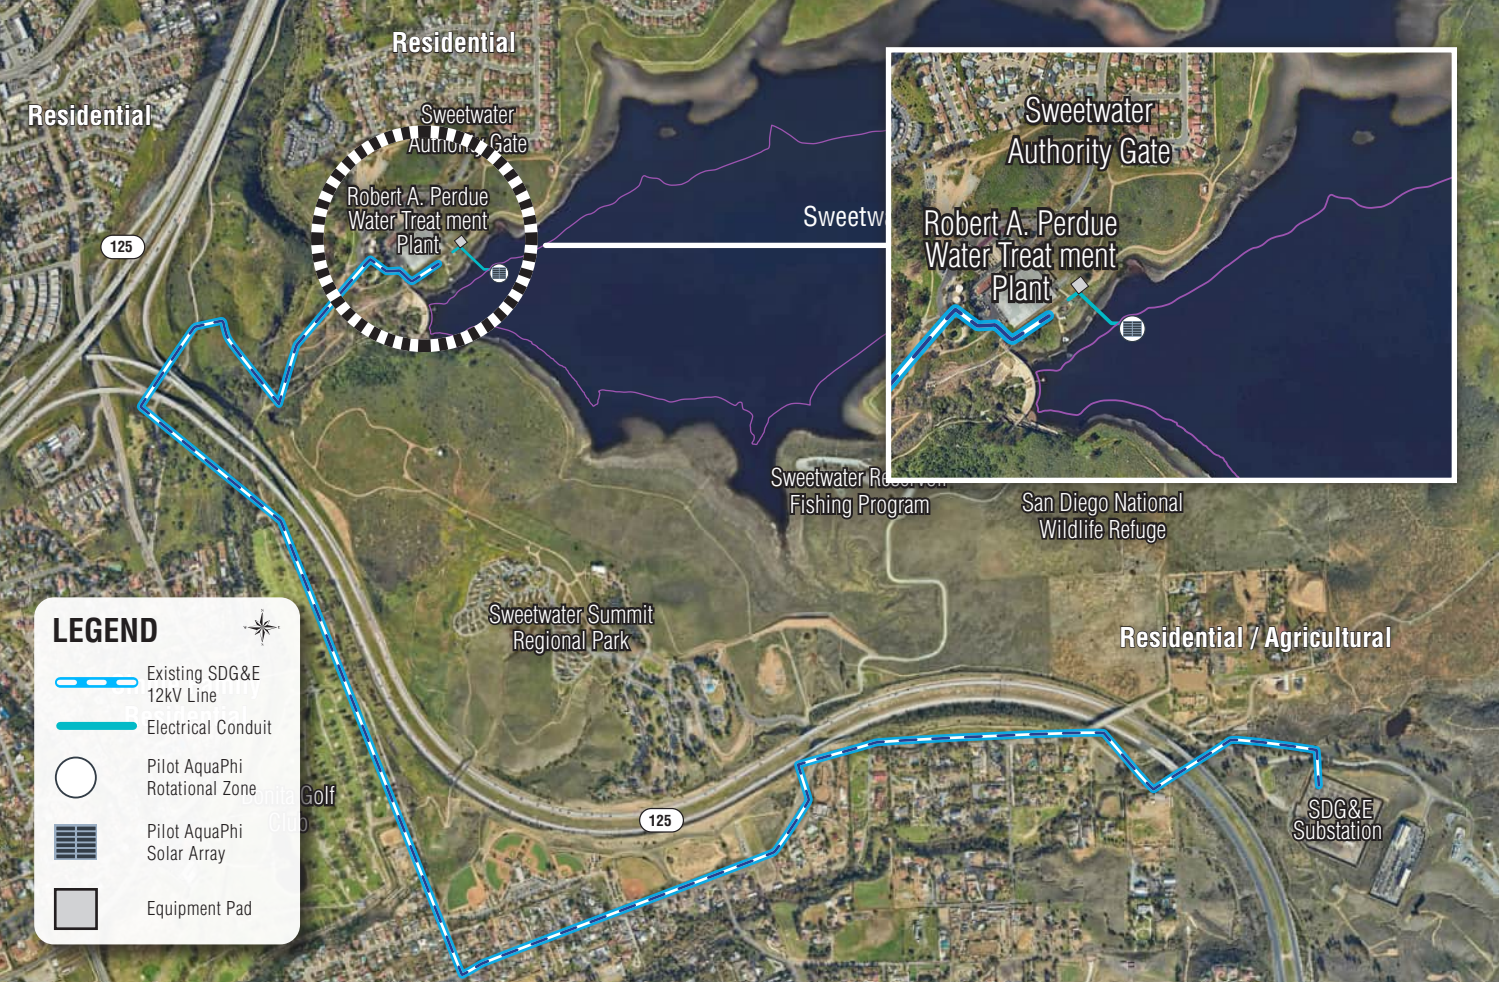 Residential
Residential
Sweetwater
Authority Gate
Robert A. Perdue
Water Treat ment
Plant
125
Sweetwater
Authority Gate
Robert A. Perdue
Water Treat ment
Plant
Sweetwater
Fishing Program
San Diego National
Wildlife Refuge
Sweetwater Summit
Regional Park
Residential / Agricultural
125
SDG&E
Substation
Golf
LEGEND
Existing SDG&E
12kV Line
Electrical Conduit
Pilot AquaPhi
Rotational Zone
Pilot AquaPhi
Solar Array
Equipment Pad